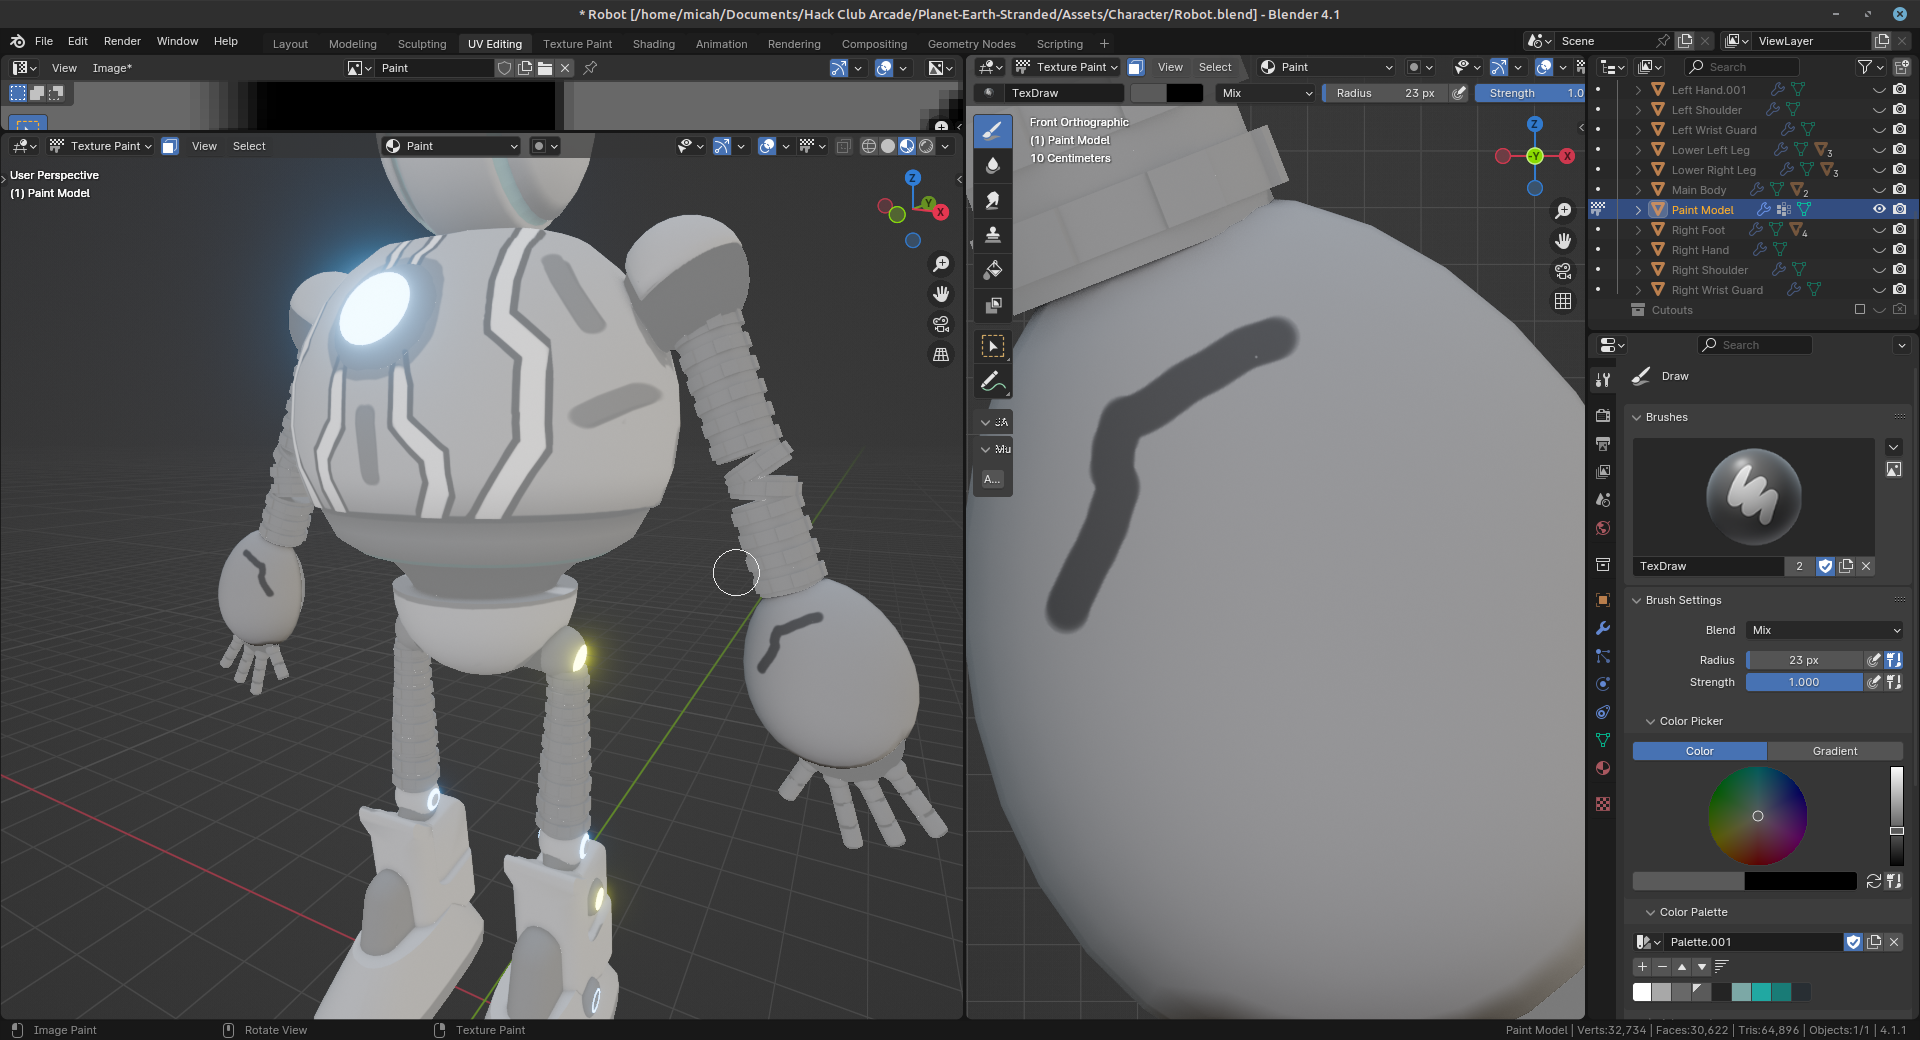 * Robot [/home/micah/Documents/Hack Club Arcade/Planet-Earth-Stranded/Assets/Character/Robot.blend] - Blender 4.1
File Edit Render Window Help
Layout Modeling Sculpting UV Editing Texture Paint Shading Animation Rendering Compositing Geometry Nodes Scripting +
Scene ViewLayer
View Image* Paint
Texture Paint View Select Paint
User Perspective
(1) Paint Model
Z
Y
X
Texture Paint View Select Paint
TexDraw Mix Radius 23 px Strength 1.0
Front Orthographic
(1) Paint Model
10 Centimeters
Z
-Y
X
Mu
A...
Search
Left Hand.001
Left Shoulder
Left Wrist Guard
Lower Left Leg 3
Lower Right Leg 3
Main Body 2
Paint Model
Right Foot 4
Right Hand
Right Shoulder
Right Wrist Guard
Cutouts
Search
Draw
Brushes
TexDraw 2
Brush Settings
Blend Mix
Radius 23 px
Strength 1.000
Color Picker
Color Gradient
Color Palette
Palette.001
Image Paint Rotate View Texture Paint
Paint Model | Verts:32,734 | Faces:30,622 | Tris:64,896 | Objects:1/1 | 4.1.1